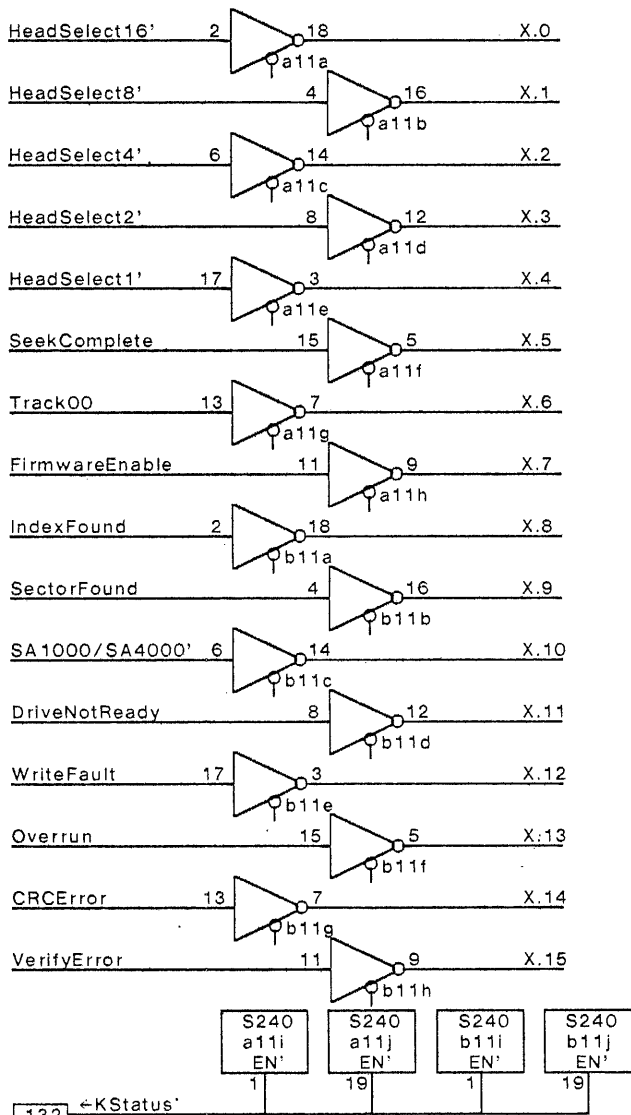 HeadSelect16' 2 18 X.0
a11a
HeadSelect8' 4 16 X.1
a11b
HeadSelect4' 6 14 X.2
a11c
HeadSelect2' 8 12 X.3
a11d
HeadSelect1' 17 3 X.4
a11e
SeekComplete 15 5 X.5
a11f
Track00 13 7 X.6
a11g
FirmwareEnable 11 9 X.7
a11h
IndexFound 2 18 X.8
b11a
SectorFound 4 16 X.9
b11b
SA1000/SA4000' 6 14 X.10
b11c
DriveNotReady 8 12 X.11
b11d
WriteFault 17 3 X.12
b11e
Overrun 15 5 X.13
b11f
CRCError 13 7 X.14
b11g
VerifyError 11 9 X.15
b11h
S240 S240 S240 S240
a11i a11j b11i b11j
EN' EN' EN' EN'
1 19 1 19
132 ←KStatus'